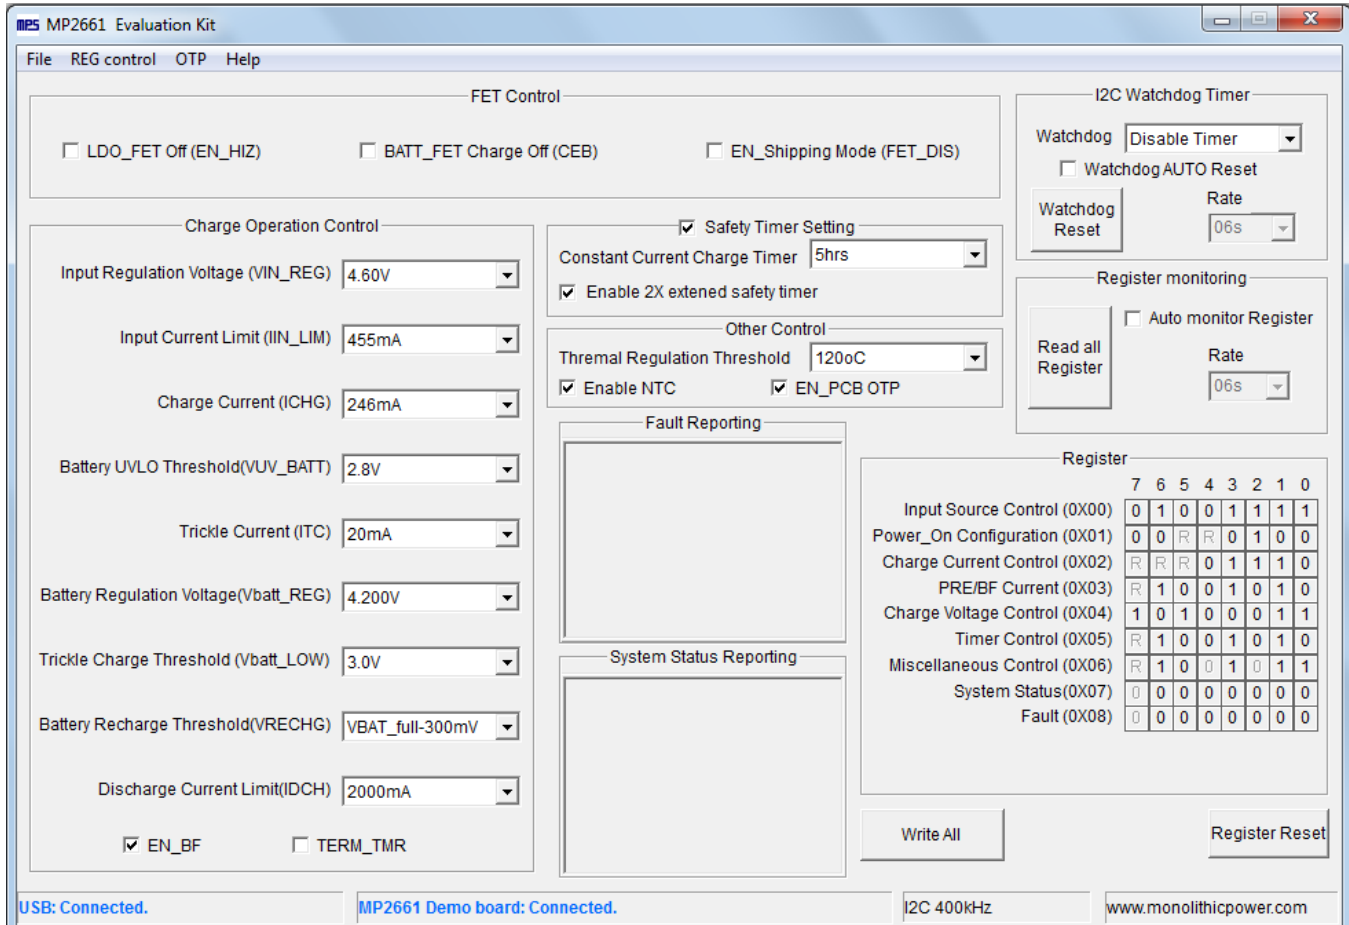 mps MP2661 Evaluation Kit
File REG control OTP Help
FET Control
LDO_FET Off (EN_HIZ) BATT_FET Charge Off (CEB) EN_Shipping Mode (FET_DIS)
I2C Watchdog Timer
Watchdog Disable Timer
Watchdog AUTO Reset
Watchdog
Reset
Rate
06s
Charge Operation Control
Input Regulation Voltage (VIN_REG) 4.60V
Input Current Limit (IIN_LIM) 455mA
Charge Current (ICHG) 246mA
Battery UVLO Threshold(VUV_BATT) 2.8V
Trickle Current (ITC) 20mA
Battery Regulation Voltage(Vbatt_REG) 4.200V
Trickle Charge Threshold (Vbatt_LOW) 3.0V
Battery Recharge Threshold(VRECHG) VBAT_full-300mV
Discharge Current Limit(IDCH) 2000mA
EN_BF TERM_TMR
Safety Timer Setting
Constant Current Charge Timer 5hrs
Enable 2X extened safety timer
Other Control
Thremal Regulation Threshold 120oC
Enable NTC EN_PCB OTP
Fault Reporting
System Status Reporting
Register monitoring
Auto monitor Register
Read all
Register
Rate
06s
Register
7 6 5 4 3 2 1 0
Input Source Control (0X00) 0 1 0 0 1 1 1 1
Power_On Configuration (0X01) 0 0 R R 0 1 0 0
Charge Current Control (0X02) R R R 0 1 1 1 0
PRE/BF Current (0X03) R 1 0 0 1 0 1 0
Charge Voltage Control (0X04) 1 0 1 0 0 0 1 1
Timer Control (0X05) R 1 0 0 1 0 1 0
Miscellaneous Control (0X06) R 1 0 0 1 0 1 1
System Status(0X07) 0 0 0 0 0 0 0 0
Fault (0X08) 0 0 0 0 0 0 0 0
Write All Register Reset
USB: Connected. MP2661 Demo board: Connected. I2C 400kHz www.monolithicpower.com